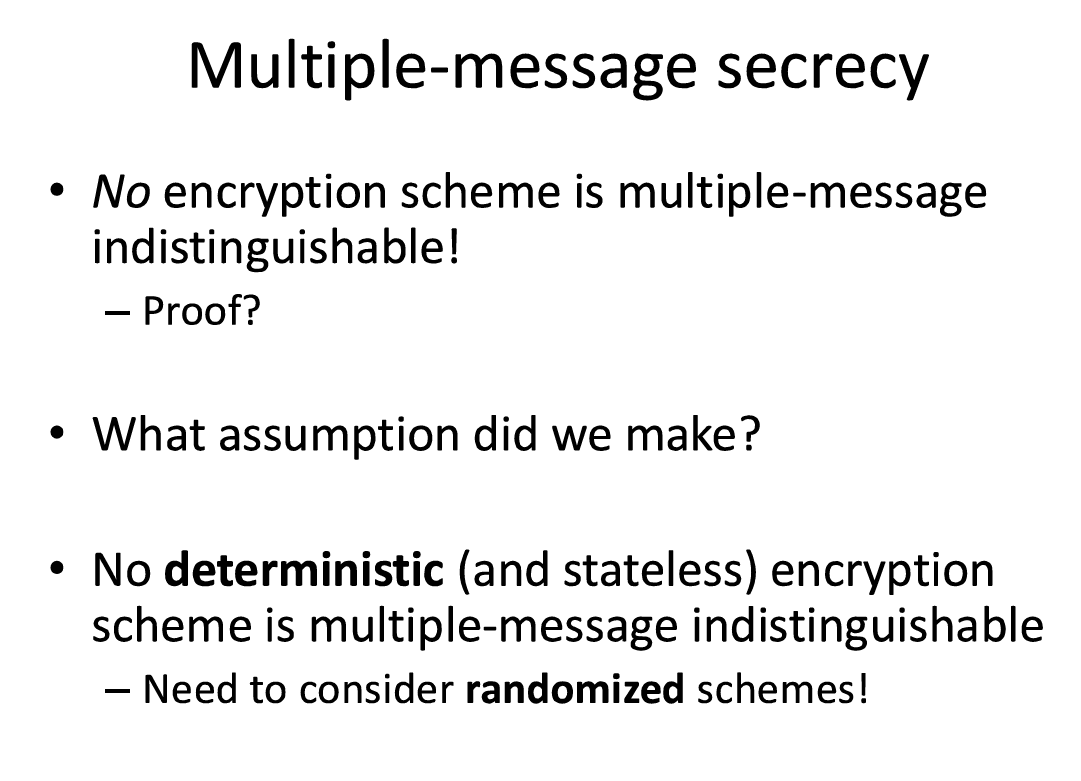 Multiple-message secrecy
• No encryption scheme is multiple-message
indistinguishable!
– Proof?
• What assumption did we make?
• No deterministic (and stateless) encryption
scheme is multiple-message indistinguishable
– Need to consider randomized schemes!